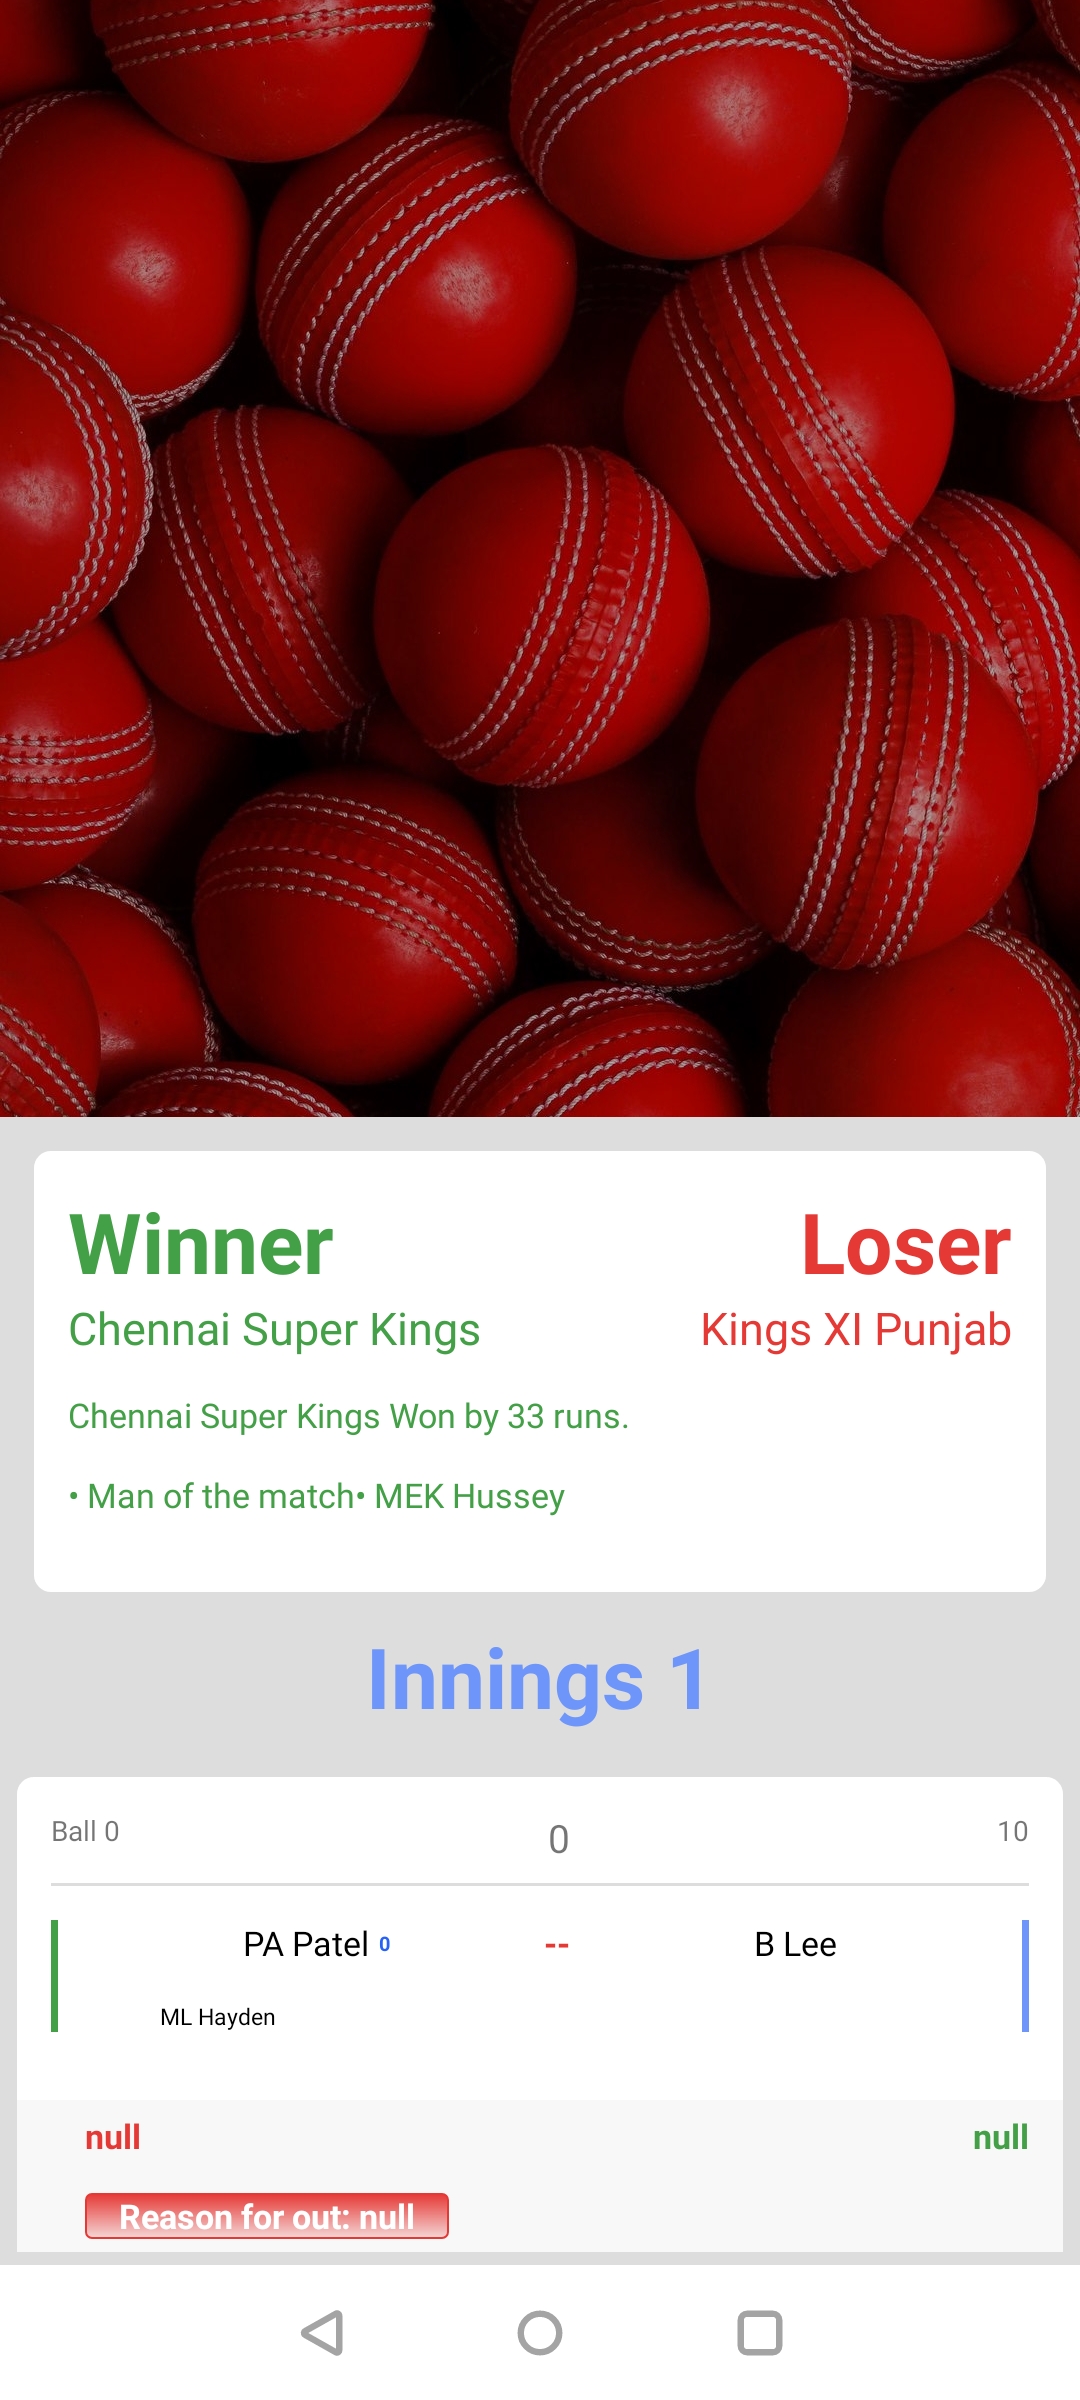 Winner Loser
Chennai Super Kings Kings XI Punjab
Chennai Super Kings Won by 33 runs.
• Man of the match• MEK Hussey
Innings 1
Ball 0 0 10
PA Patel 0 -- B Lee
ML Hayden
null null
Reason for out: null